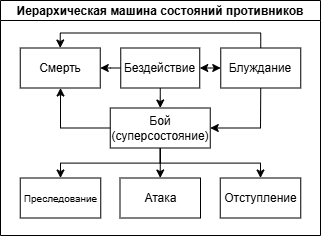 Иерархическая машина состояний противников
Смерть
Бездействие
Блуждание
Бой
(суперсостояние)
Преследование
Атака
Отступление